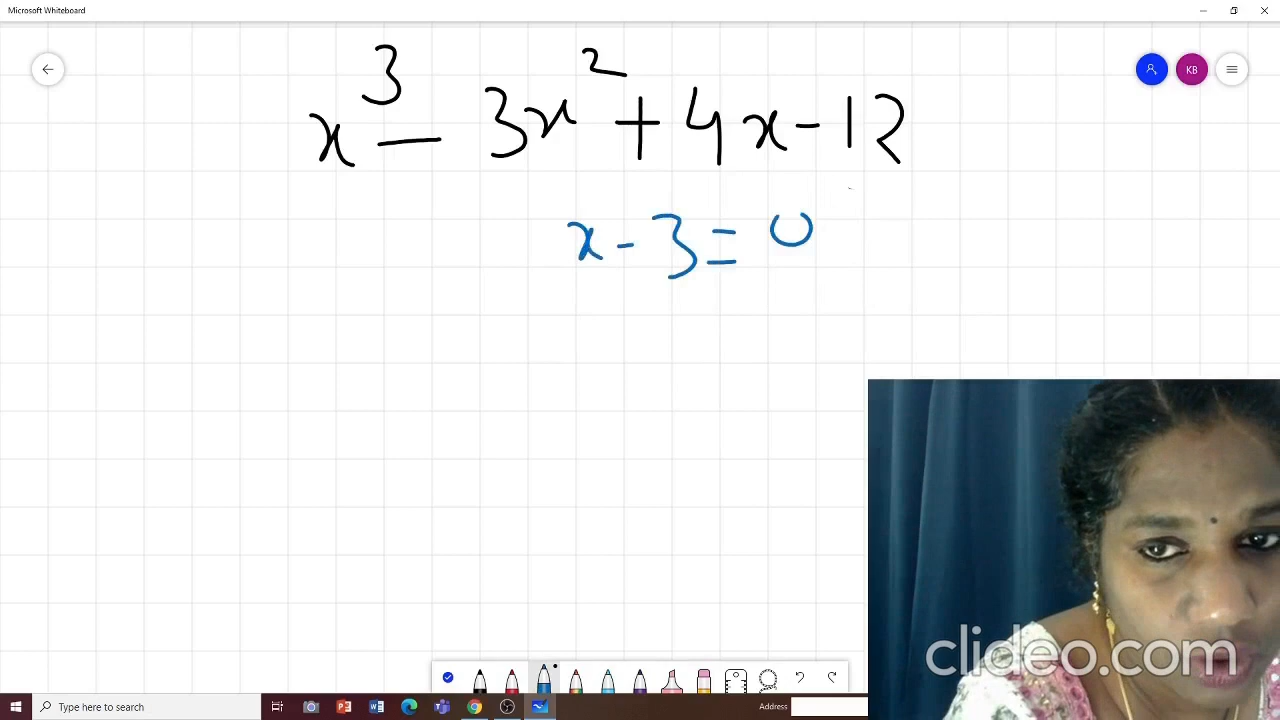 Microsoft Whiteboard
KB
x³ - 3x² + 4x - 12
x - 3 = 0
clideo.com
Type here to search
Address